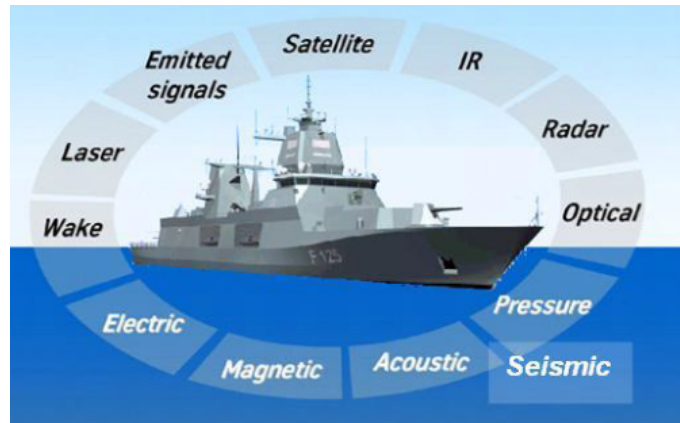 Satellite
IR
Emitted
signals
Radar
Laser
Optical
Wake
F 125
Pressure
Electric
Magnetic
Acoustic
Seismic